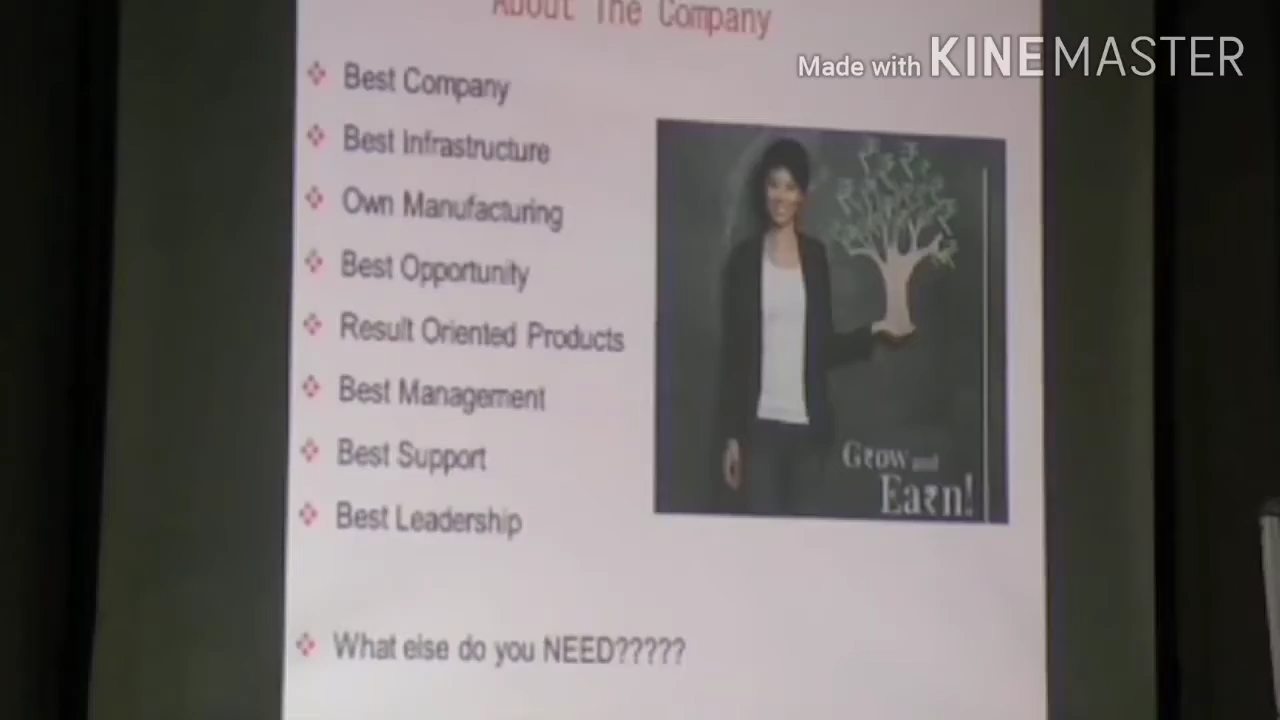 About The Company
Made with KINEMASTER
❖ Best Company
❖ Best Infrastructure
❖ Own Manufacturing
❖ Best Opportunity
❖ Result Oriented Products
❖ Best Management
❖ Best Support
❖ Best Leadership
Grow and
Ea₹n!
❖ What else do you NEED?????